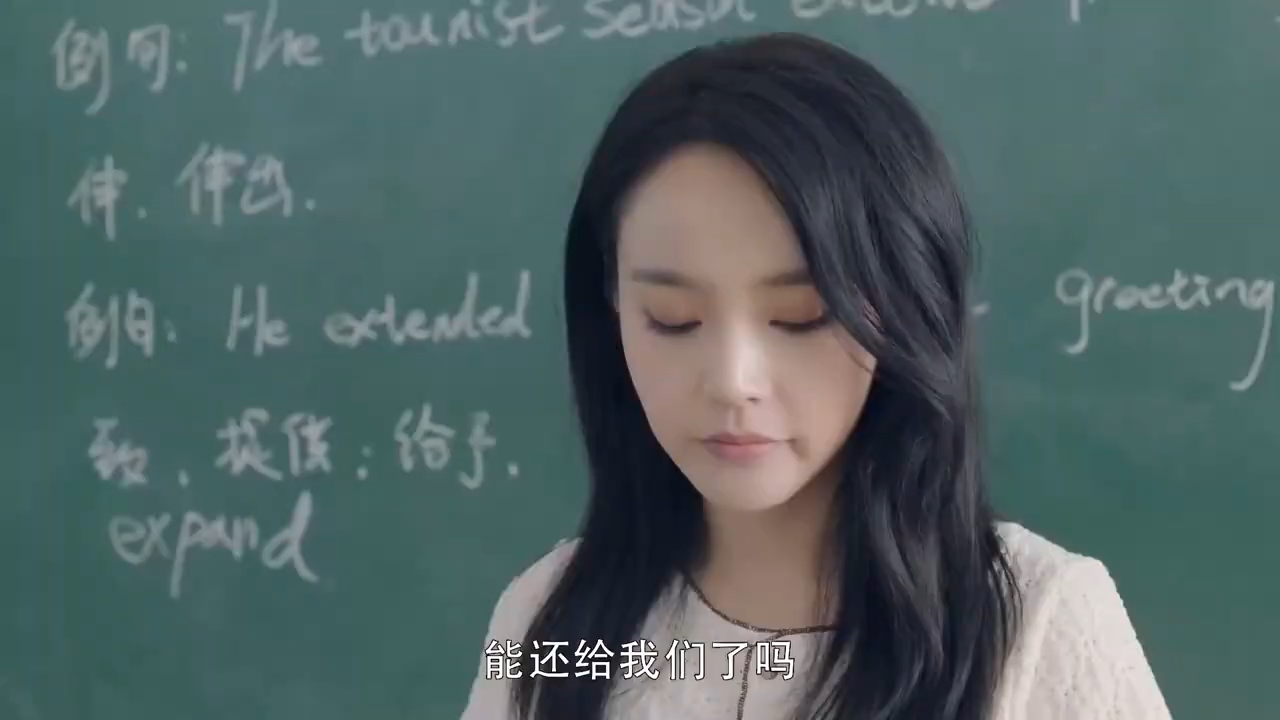 例句: The tourist season
伸. 伸出.
例句: He extended greeting
致, 提供; 给予.
expand
能还给我们了吗